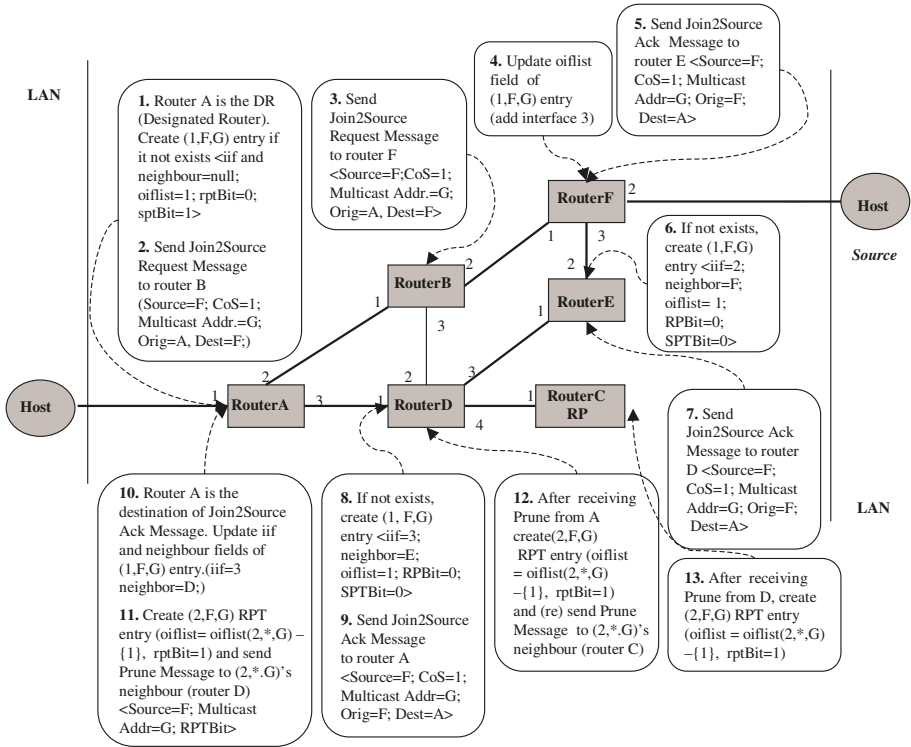 LAN
1. Router A is the DR
(Designated Router).
Create (1,F,G) entry if
it not exists <iif and
neighbour=null;
oiflist=1; rptBit=0;
sptBit=1>
2. Send Join2Source
Request Message
to router B
(Source=F; CoS=1;
Multicast Addr.=G;
Orig=A, Dest=F;)
3. Send
Join2Source
Request Message
to router F
<Source=F;CoS=1;
Multicast Addr.=G;
Orig=A, Dest=F>
4. Update oiflist
field of
(1,F,G) entry
(add interface 3)
5. Send Join2Source
Ack Message to
router E <Source=F;
CoS=1; Multicast
Addr=G; Orig=F;
Dest=A>
RouterF
2
1
3
Host
Source
6. If not exists,
create (1,F,G)
entry <iif=2;
neighbor=F;
oiflist= 1;
RPBit=0;
SPTBit=0>
RouterB
2
1
3
2
RouterE
1
Host
1
RouterA
2
3
1
RouterD
2
3
4
1
RouterC
RP
7. Send
Join2Source Ack
Message to router
D <Source=F;
CoS=1; Multicast
Addr=G; Orig=F;
Dest=A>
LAN
10. Router A is the
destination of Join2Source
Ack Message. Update iif
and neighbour fields of
(1,F,G) entry.(iif=3
neighbor=D;)
11. Create (2,F,G) RPT
entry (oiflist= oiflist(2,*,G) –
{1}, rptBit=1) and send
Prune Message to (2,*.G)'s
neighbour (router D)
<Source=F; Multicast
Addr=G; RPTBit>
8. If not exists,
create (1, F,G)
entry <iif=3;
neighbor=E;
oiflist=1; RPBit=0;
SPTBit=0>
9. Send Join2Source
Ack Message
to router A
<Source=F; CoS=1;
Multicast Addr=G;
Orig=F; Dest=A>
12. After receiving
Prune from A
create(2,F,G)
RPT entry (oiflist
= oiflist(2,*,G)
–{1}, rptBit=1)
and (re) send Prune
Message to (2,*.G)'s
neighbour (router C)
13. After receiving
Prune from D, create
(2,F,G) RPT entry
(oiflist = oiflist(2,*,G)
–{1}, rptBit=1)